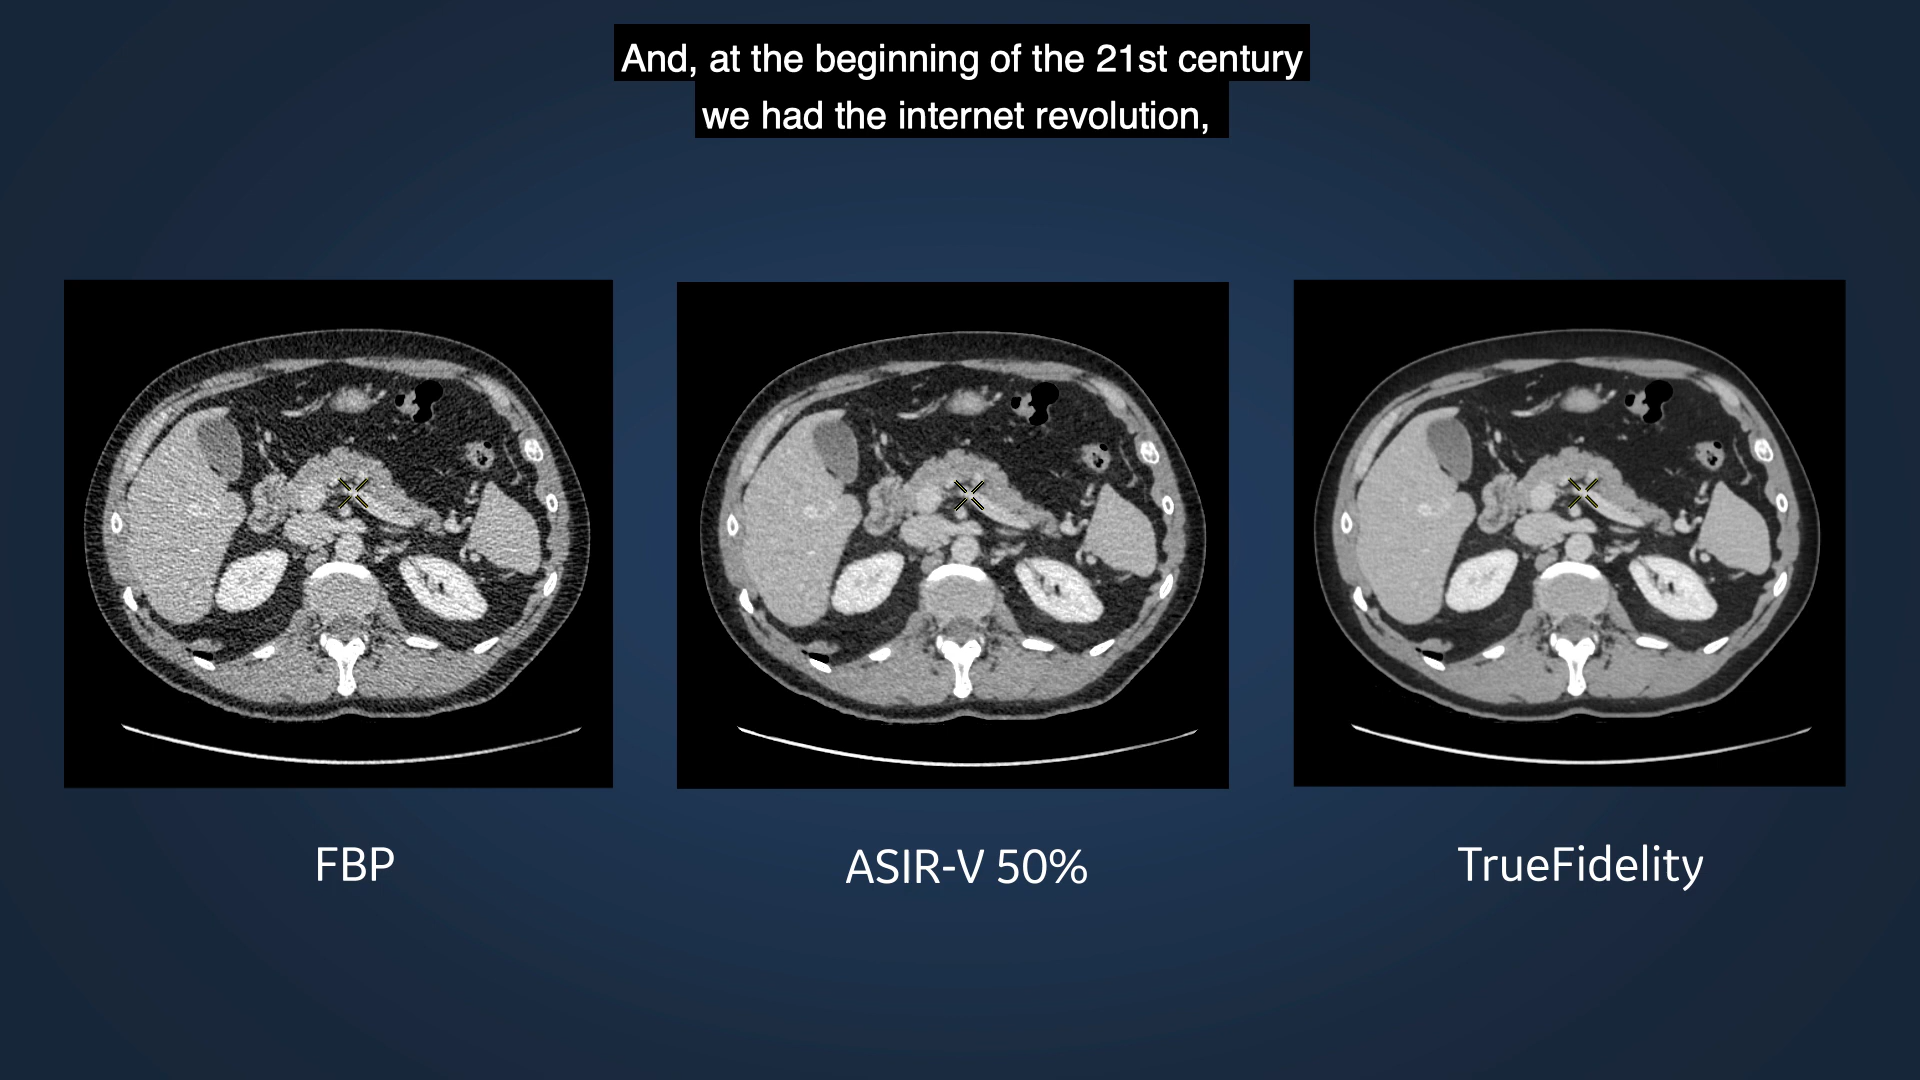 And, at the beginning of the 21st century
we had the internet revolution,
FBP
ASIR-V 50%
TrueFidelity